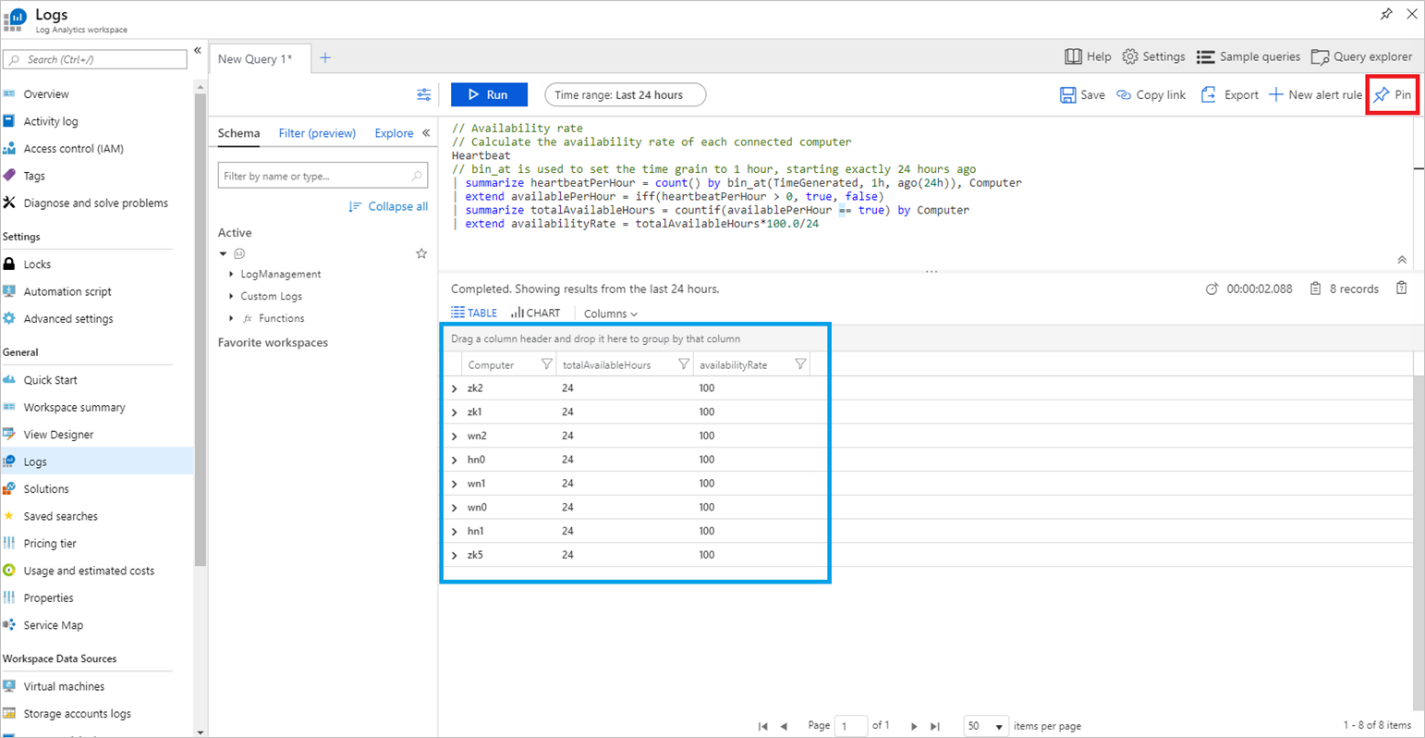 Logs
Log Analytics workspace
Search (Ctrl+/)
«
Overview
Activity log
Access control (IAM)
Tags
Diagnose and solve problems
Settings
Locks
Automation script
Advanced settings
General
Quick Start
Workspace summary
View Designer
Logs
Solutions
Saved searches
Pricing tier
Usage and estimated costs
Properties
Service Map
Workspace Data Sources
Virtual machines
Storage accounts logs
New Query 1* +
Help Settings Sample queries Query explorer
Run Time range: Last 24 hours
Save Copy link Export New alert rule Pin
Schema Filter (preview) Explore «
Filter by name or type...
Collapse all
Active
LogManagement
Custom Logs
fx Functions
Favorite workspaces
// Availability rate
// Calculate the availability rate of each connected computer
Heartbeat
// bin_at is used to set the time grain to 1 hour, starting exactly 24 hours ago
| summarize heartbeatPerHour = count() by bin_at(TimeGenerated, 1h, ago(24h)), Computer
| extend availablePerHour = iff(heartbeatPerHour > 0, true, false)
| summarize totalAvailableHours = countif(availablePerHour == true) by Computer
| extend availabilityRate = totalAvailableHours*100.0/24
Completed. Showing results from the last 24 hours. 00:00:02.088 8 records
TABLE CHART Columns
Drag a column header and drop it here to group by that column
Computer totalAvailableHours availabilityRate
zk2 24 100
zk1 24 100
wn2 24 100
hn0 24 100
wn1 24 100
wn0 24 100
hn1 24 100
zk5 24 100
Page 1 of 1 50 items per page 1 - 8 of 8 items